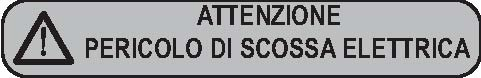 ATTENZIONE
PERICOLO DI SCOSSA ELETTRICA